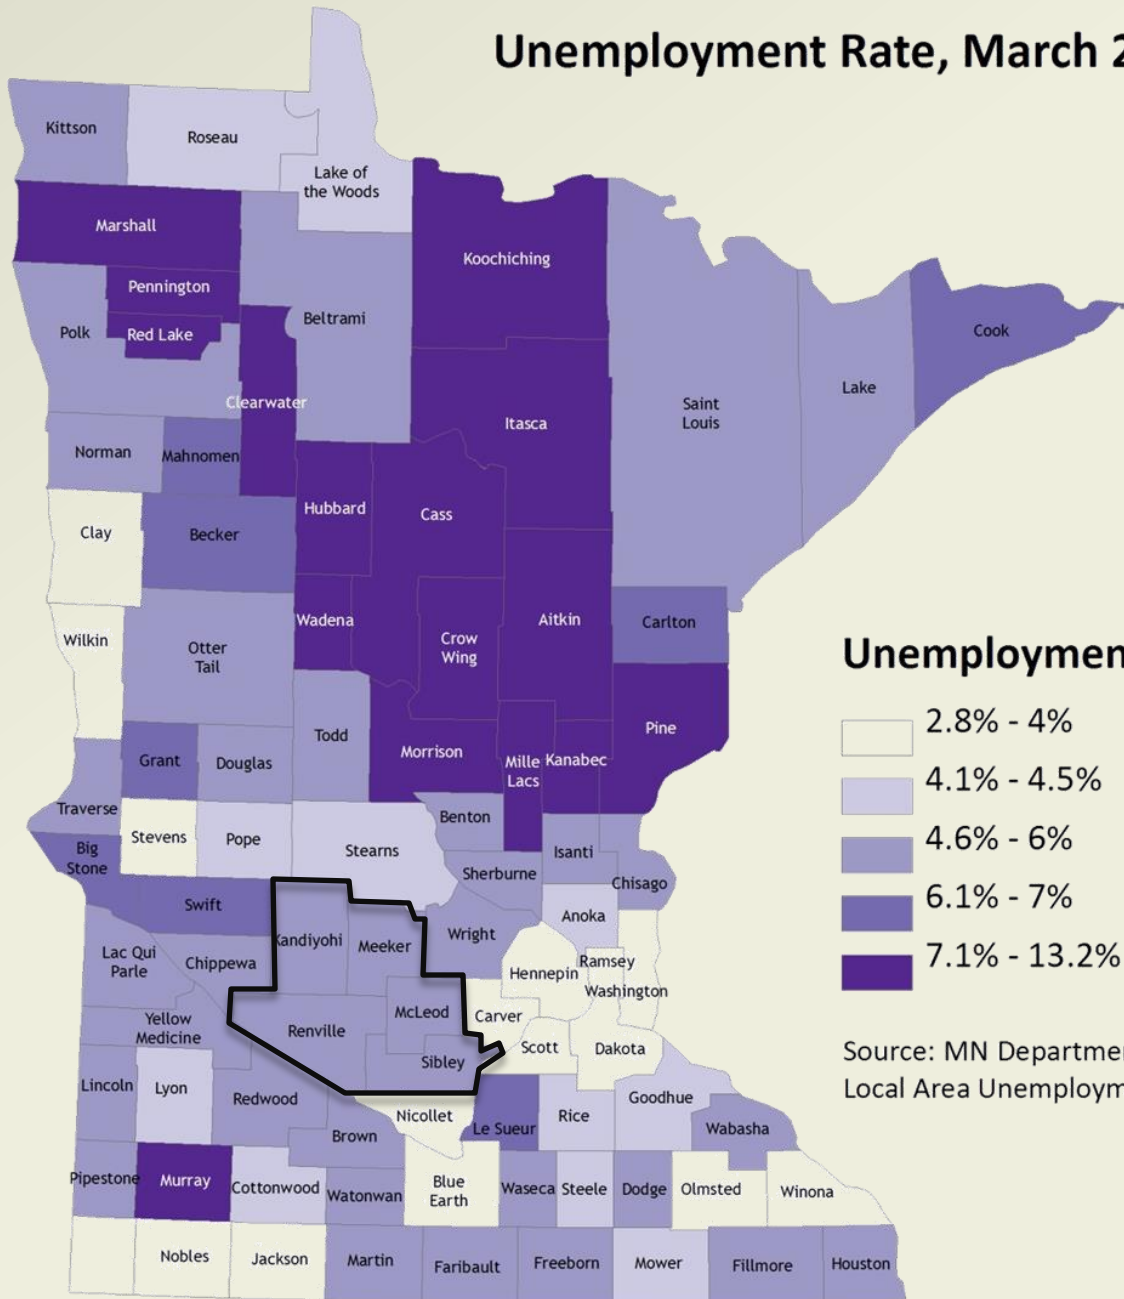 Unemployment Rate, March 2
Kittson
Roseau
Lake of
the Woods
Marshall
Koochiching
Pennington
Beltrami
Polk
Red Lake
Cook
Lake
Clearwater
Saint
Louis
Itasca
Norman
Mahnomen
Hubbard
Cass
Clay
Becker
Wadena
Aitkin
Carlton
Wilkin
Crow
Wing
Otter
Tail
Unemploymen
2.8% - 4%
4.1% - 4.5%
4.6% - 6%
6.1% - 7%
7.1% - 13.2%
Pine
Todd
Morrison
Mille
Lacs
Kanabec
Grant
Douglas
Traverse
Benton
Stevens
Pope
Stearns
Isanti
Big
Stone
Sherburne
Chisago
Swift
Anoka
Kandiyohi
Meeker
Wright
Lac Qui
Parle
Chippewa
Hennepin
Ramsey
Washington
McLeod
Carver
Yellow
Medicine
Renville
Scott
Dakota
Sibley
Source: MN Departme
Local Area Unemploym
Lincoln
Lyon
Redwood
Nicollet
Le Sueur
Rice
Goodhue
Wabasha
Brown
Pipestone
Murray
Cottonwood
Watonwan
Blue
Earth
Waseca
Steele
Dodge
Olmsted
Winona
Nobles
Jackson
Martin
Faribault
Freeborn
Mower
Fillmore
Houston